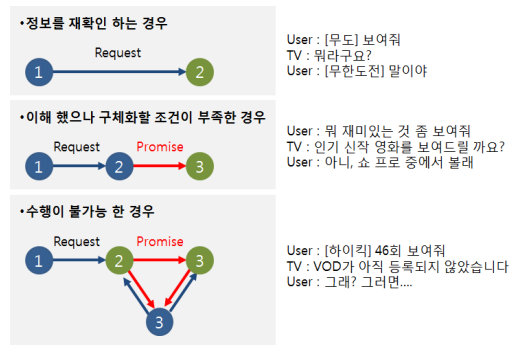 •정보를 재확인 하는 경우
Request
1
2
User : [무도] 보여줘
TV : 뭐라구요?
User : [무한도전] 말이야
•이해 했으나 구체화할 조건이 부족한 경우
Request
Promise
1
2
3
User : 뭐 재미있는 것 좀 보여줘
TV : 인기 신작 영화를 보여드릴 까요?
User : 아니, 쇼 프로 중에서 볼래
•수행이 불가능 한 경우
Request
Promise
1
2
3
3
User : [하이킥] 46회 보여줘
TV : VOD가 아직 등록되지 않았습니다
User : 그래? 그러면....